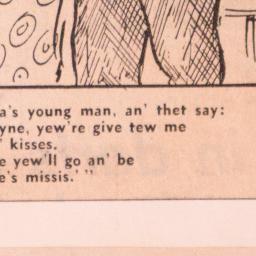 a's young man, an' thet say:
yne, yew're give tew me
' kisses.
e yew'll go an' be
e's missis.' "